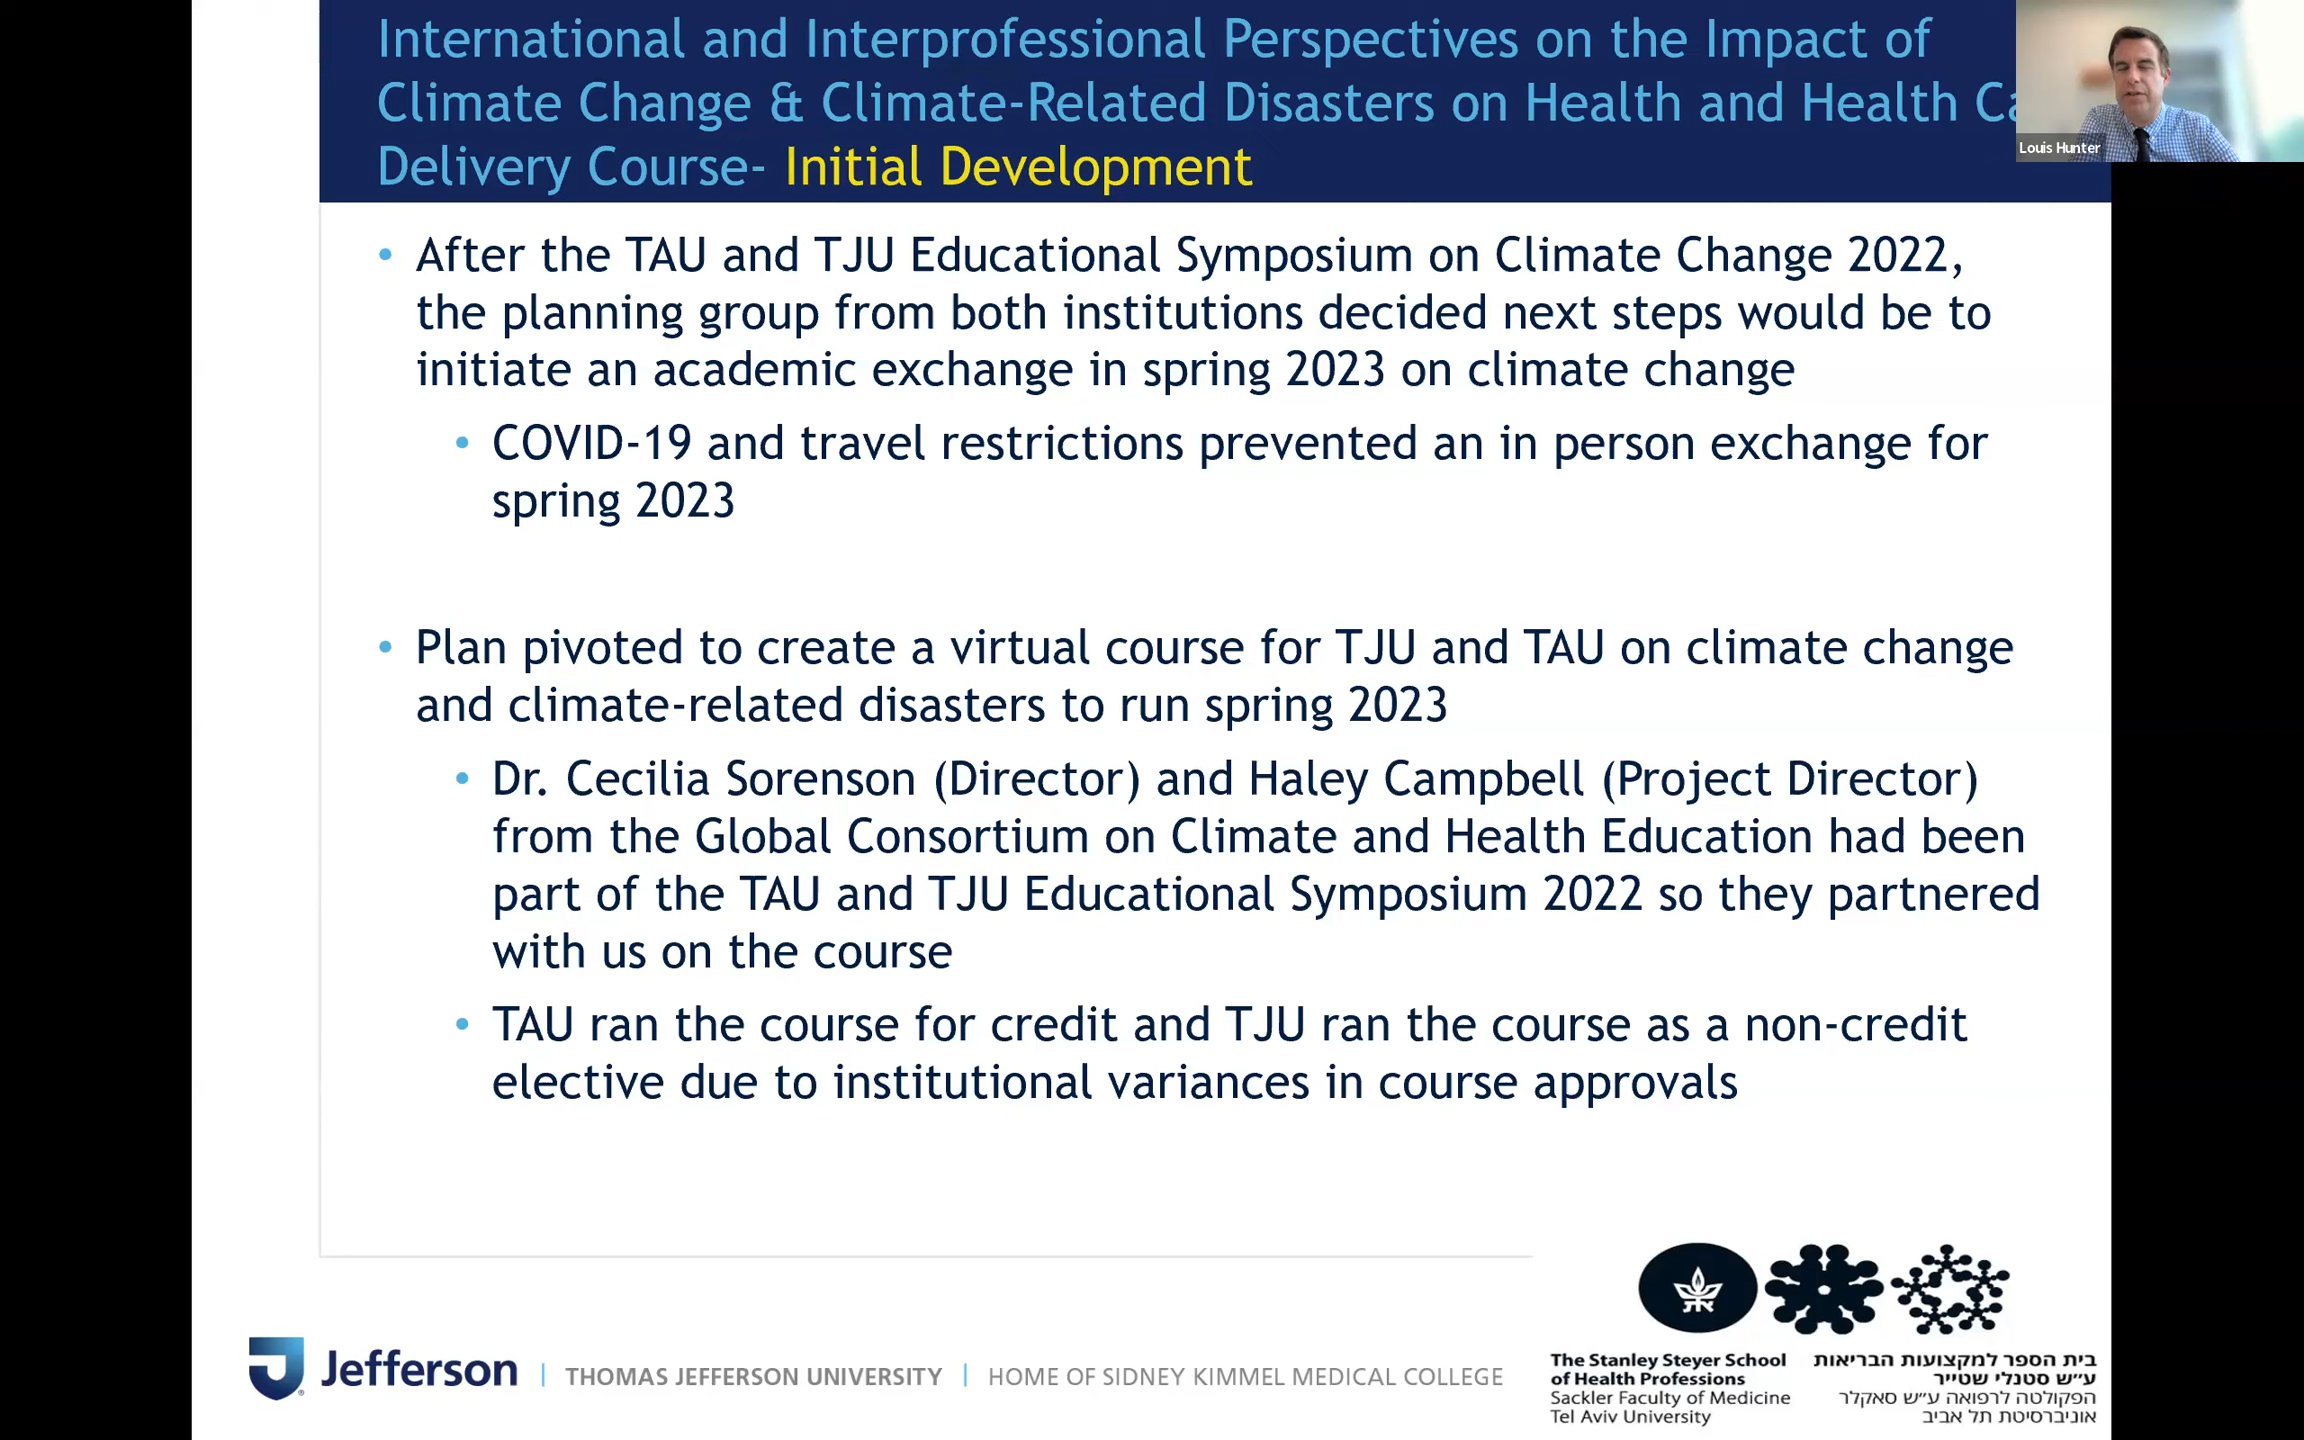 International and Interprofessional Perspectives on the Impact of
Climate Change & Climate-Related Disasters on Health and Health
Delivery Course- Initial Development
Louis Hunter
• After the TAU and TJU Educational Symposium on Climate Change 2022,
the planning group from both institutions decided next steps would be to
initiate an academic exchange in spring 2023 on climate change
• COVID-19 and travel restrictions prevented an in person exchange for
spring 2023
• Plan pivoted to create a virtual course for TJU and TAU on climate change
and climate-related disasters to run spring 2023
• Dr. Cecilia Sorenson (Director) and Haley Campbell (Project Director)
from the Global Consortium on Climate and Health Education had been
part of the TAU and TJU Educational Symposium 2022 so they partnered
with us on the course
• TAU ran the course for credit and TJU ran the course as a non-credit
elective due to institutional variances in course approvals
Jefferson | THOMAS JEFFERSON UNIVERSITY | HOME OF SIDNEY KIMMEL MEDICAL COLLEGE
The Stanley Steyer School
of Health Professions
Sackler Faculty of Medicine
Tel Aviv University
בית הספר למקצועות הבריאות
ע״ש סטנלי שטייר
הפקולטה לרפואה ע״ש סאקלר
אוניברסיטת תל אביב